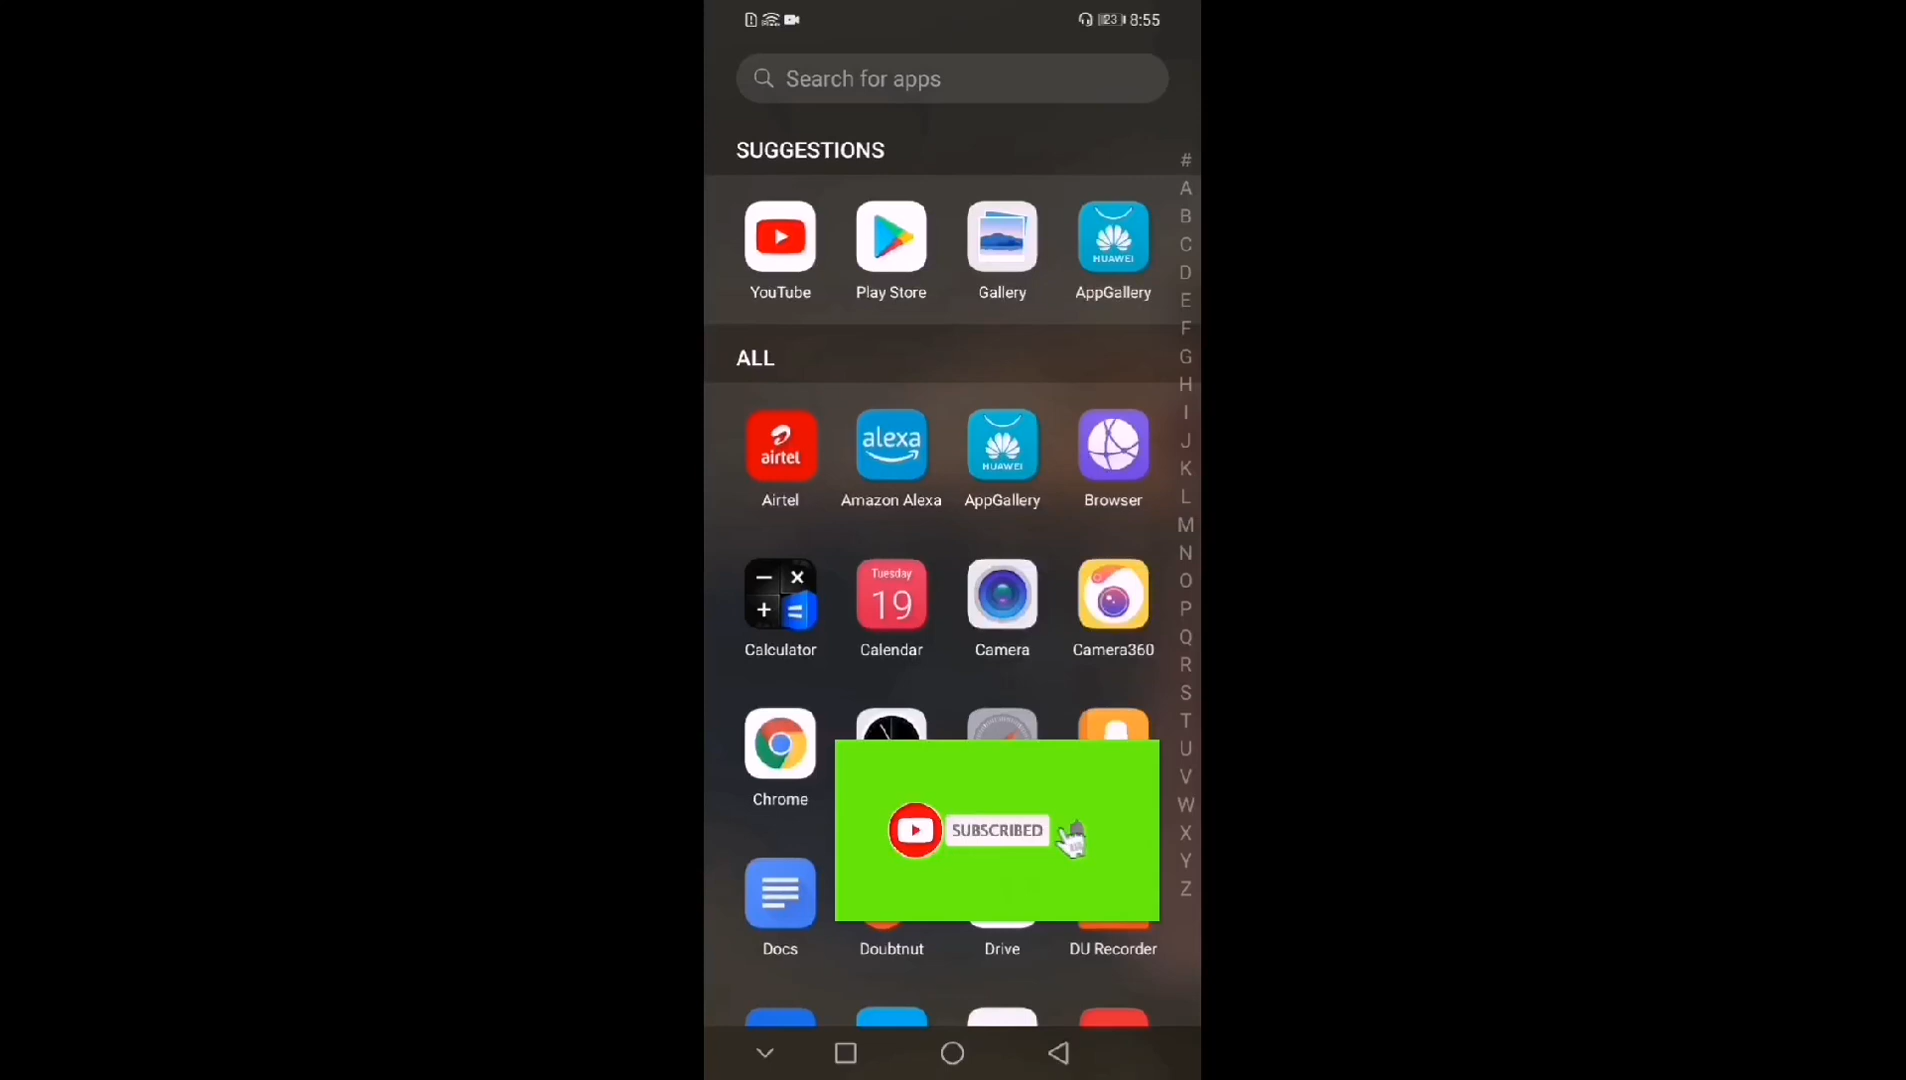 23 8:55
Search for apps
SUGGESTIONS
HUAWEI
YouTube Play Store Gallery AppGallery
ALL
airtel alexa HUAWEI
Airtel Amazon Alexa AppGallery Browser
Tuesday
19
Calculator Calendar Camera Camera360
Chrome
SUBSCRIBED
Docs Doubtnut Drive DU Recorder
#
A
B
C
D
E
F
G
H
I
J
K
L
M
N
O
P
Q
R
S
T
U
V
W
X
Y
Z